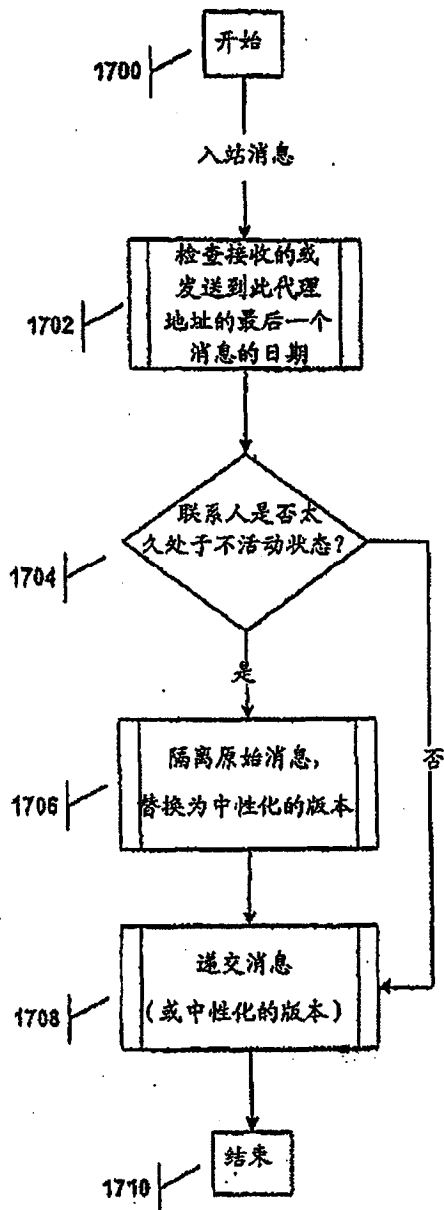 开始
1700
入站消息
检查接收的或
发送到此代理
地址的最后一个
消息的日期
1702
联系人是否太
久处于不活动状态?
1704
是
否
隔离原始消息,
替换为中性化的版本
1706
递交消息
(或中性化的版本)
1708
结束
1710